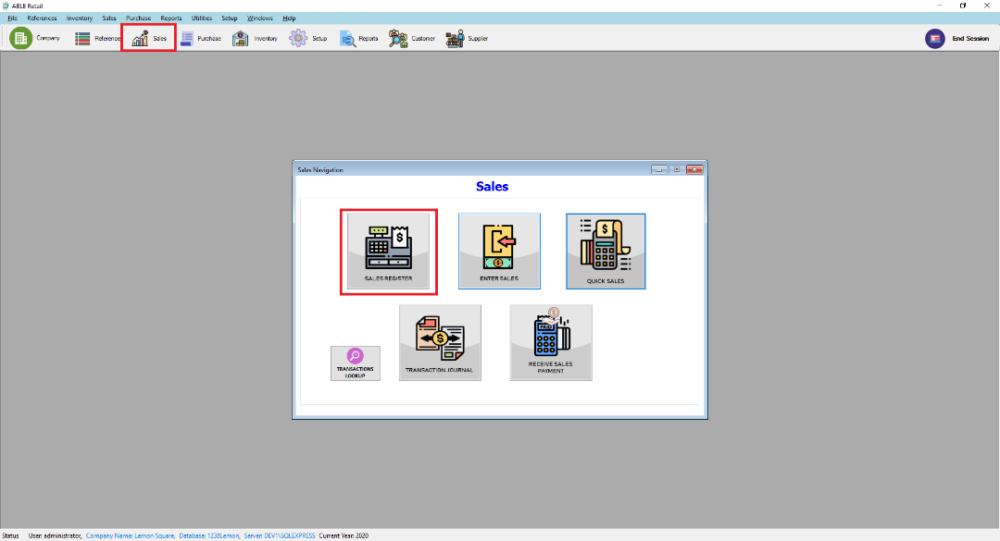 ABLE Retail
File References Inventory Sales Purchase Reports Utilities Setup Windows Help
Company Reference Sales Purchase Inventory Setup Reports Customer Supplier End Session
Sales Navigation
Sales
SALES REGISTER
ENTER SALES
QUICK SALES
TRANSACTIONS
LOOKUP
TRANSACTION JOURNAL
PAID
RECEIVE SALES
PAYMENT
Status User: administrator, Company Name: Lemon Square, Database: 1238Lemon, Server: DEV1\SQLEXPRESS Current Year: 2020